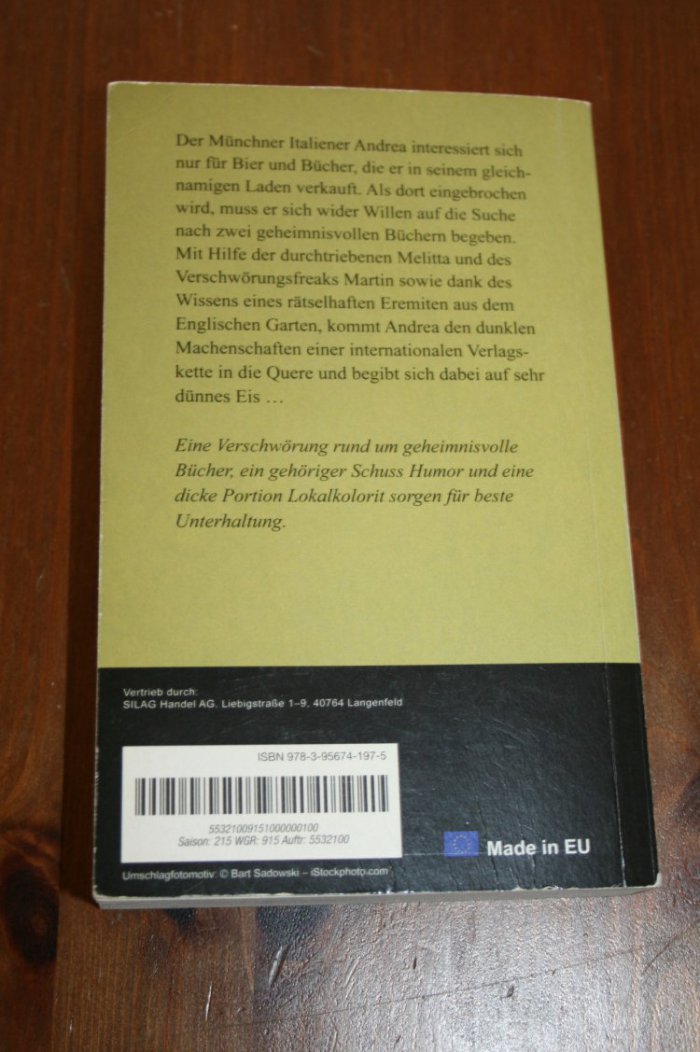 Der Münchner Italiener Andrea interessiert sich
nur für Bier und Bücher, die er in seinem gleich-
namigen Laden verkauft. Als dort eingebrochen
wird, muss er sich wider Willen auf die Suche
nach zwei geheimnisvollen Büchern begeben.
Mit Hilfe der durchtriebenen Melitta und des
Verschwörungsfreaks Martin sowie dank des
Wissens eines rätselhaften Eremiten aus dem
Englischen Garten, kommt Andrea den dunklen
Machenschaften einer internationalen Verlags-
kette in die Quere und begibt sich dabei auf sehr
dünnes Eis …
Eine Verschwörung rund um geheimnisvolle
Bücher, ein gehöriger Schuss Humor und eine
dicke Portion Lokalkolorit sorgen für beste
Unterhaltung.
Vertrieb durch:
SILAG Handel AG. Liebigstraße 1–9, 40764 Langenfeld
ISBN 978-3-95674-197-5
55321009151000000100
Saison: 215 WGR: 915 Auftr: 5532100
Made in EU
Umschlagfotomotiv: © Bart Sadowski – iStockphoto.com